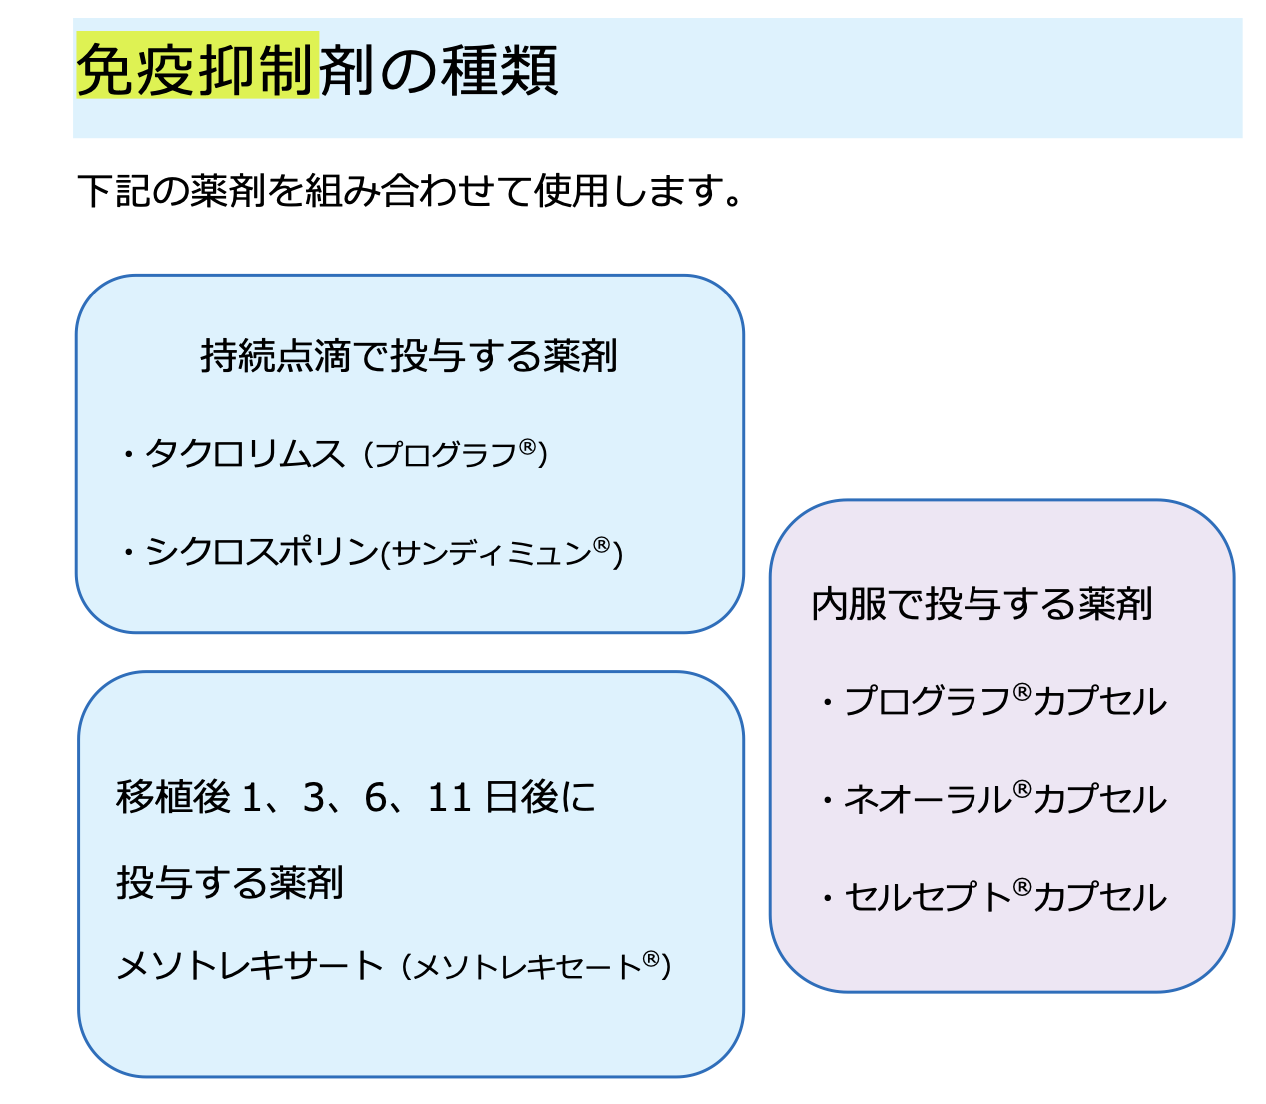 免疫抑制剤の種類
下記の薬剤を組み合わせて使用します。
持続点滴で投与する薬剤
・タクロリムス（プログラフ®）
・シクロスポリン(サンディミュン®)
移植後 1、3、6、11 日後に
投与する薬剤
メソトレキサート（メソトレキセート®）
内服で投与する薬剤
・プログラフ®カプセル
・ネオーラル®カプセル
・セルセプト®カプセル